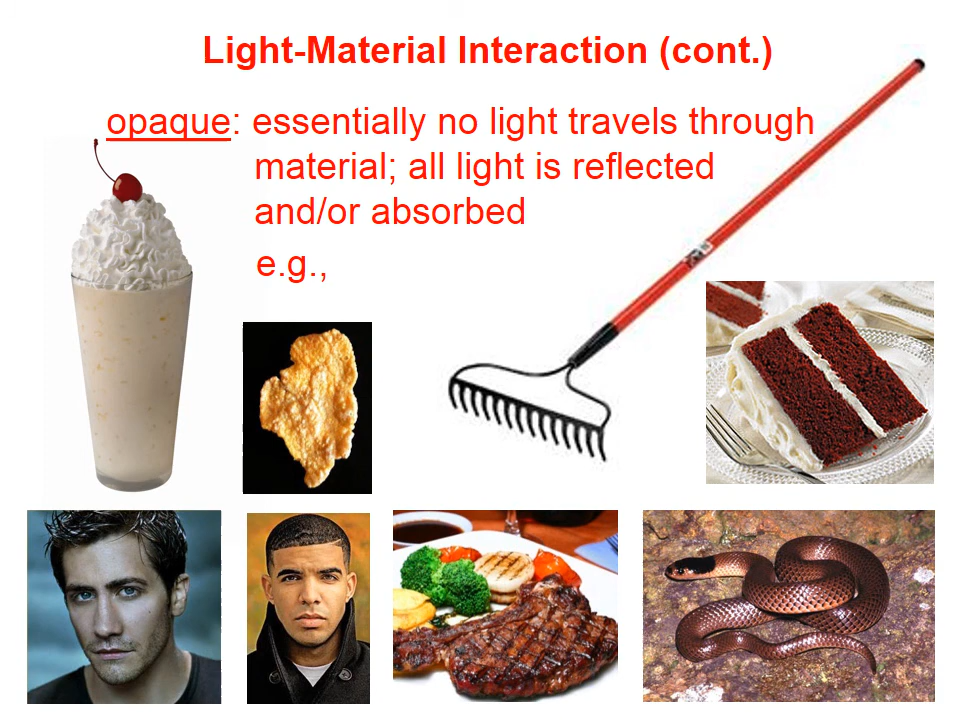 Light-Material Interaction (cont.)
opaque: essentially no light travels through
material; all light is reflected
and/or absorbed
e.g.,